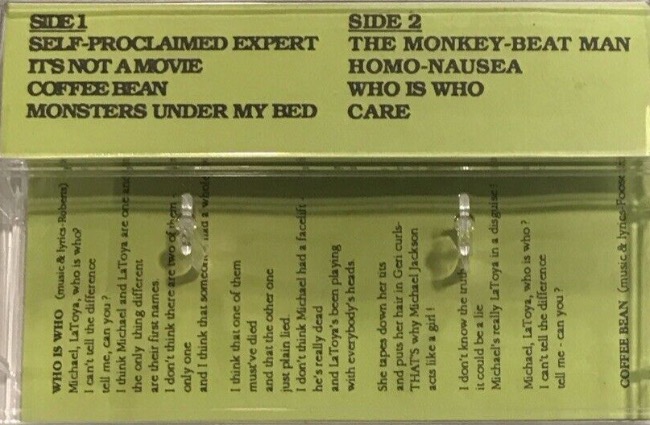 SIDE 1
SELF-PROCLAIMED EXPERT
IT'S NOT A MOVIE
COFFEE BEAN
MONSTERS UNDER MY BED
SIDE 2
THE MONKEY-BEAT MAN
HOMO-NAUSEA
WHO IS WHO
CARE
WHO IS WHO (music & lyrics-Roberts)
Michael, LaToya, who is who?
I can't tell the difference
tell me, can you ?
I think Michael and LaToya are one and
the only thing different
are their first names.
I don't think there are two of them
only one
and I think that someone had a whole
I think that one of them
must've died
and that the other one
just plain lied.
I don't think Michael had a facelift
he's really dead
and LaToya's been playing
with everybody's heads.
She tapes down her tits
and puts her hair in Geri curls-
THAT'S why Michael Jackson
acts like a girl !
I don't know the truth
it could be a lie
Michael's really LaToya in a disguise !
Michael, LaToya, who is who ?
I can't tell the difference
tell me - can you ?
COFFEE BEAN (music & lyrics-Foose